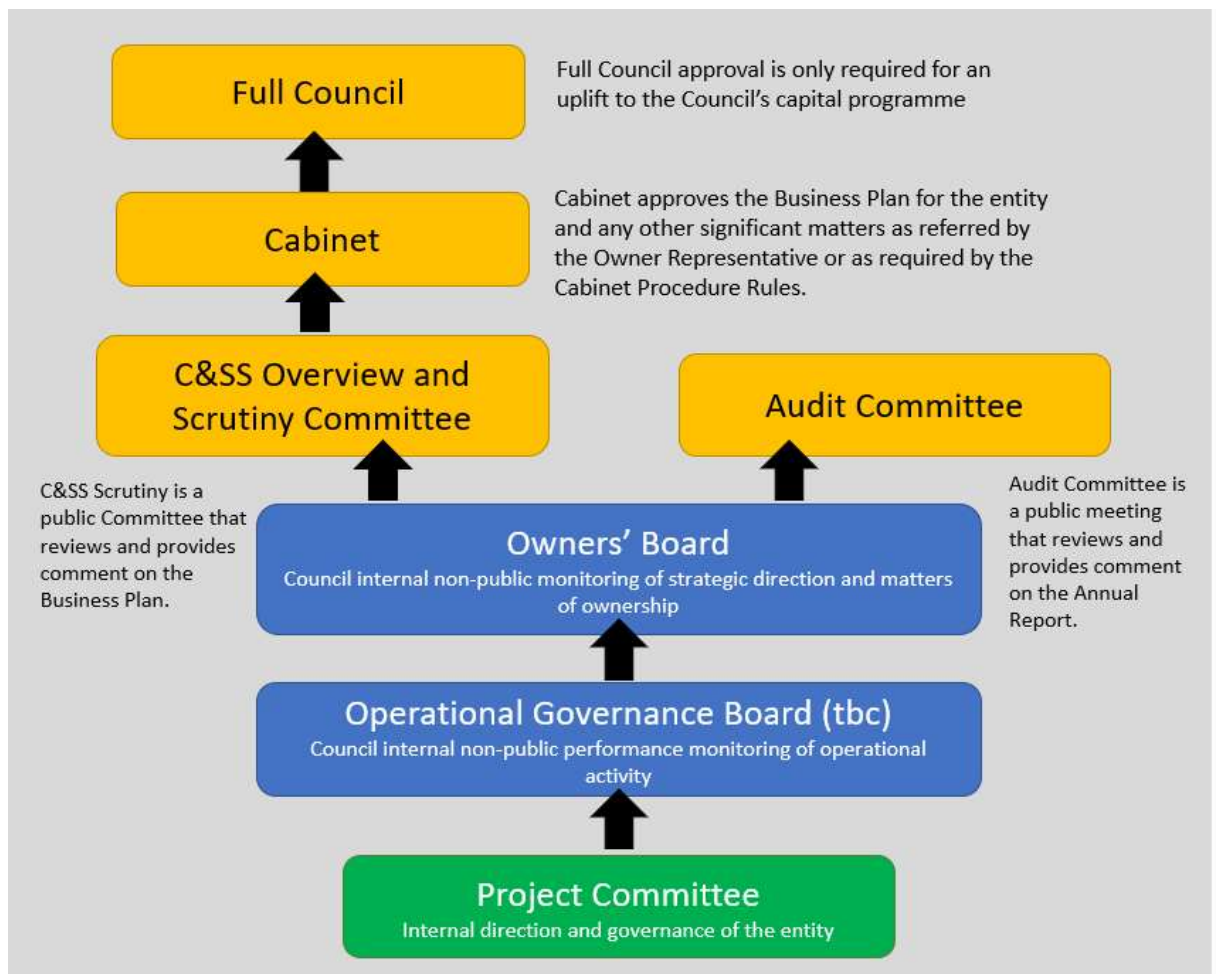 Full Council
Full Council approval is only required for an
uplift to the Council's capital programme
Cabinet
Cabinet approves the Business Plan for the entity
and any other significant matters as referred by
the Owner Representative or as required by the
Cabinet Procedure Rules.
C&SS Overview and
Scrutiny Committee
Audit Committee
C&SS Scrutiny is a
public Committee that
reviews and provides
comment on the
Business Plan.
Owners' Board
Council internal non-public monitoring of strategic direction and matters
of ownership
Audit Committee is
a public meeting
that reviews and
provides comment
on the Annual
Report.
Operational Governance Board (tbc)
Council internal non-public performance monitoring of operational
activity
Project Committee
Internal direction and governance of the entity